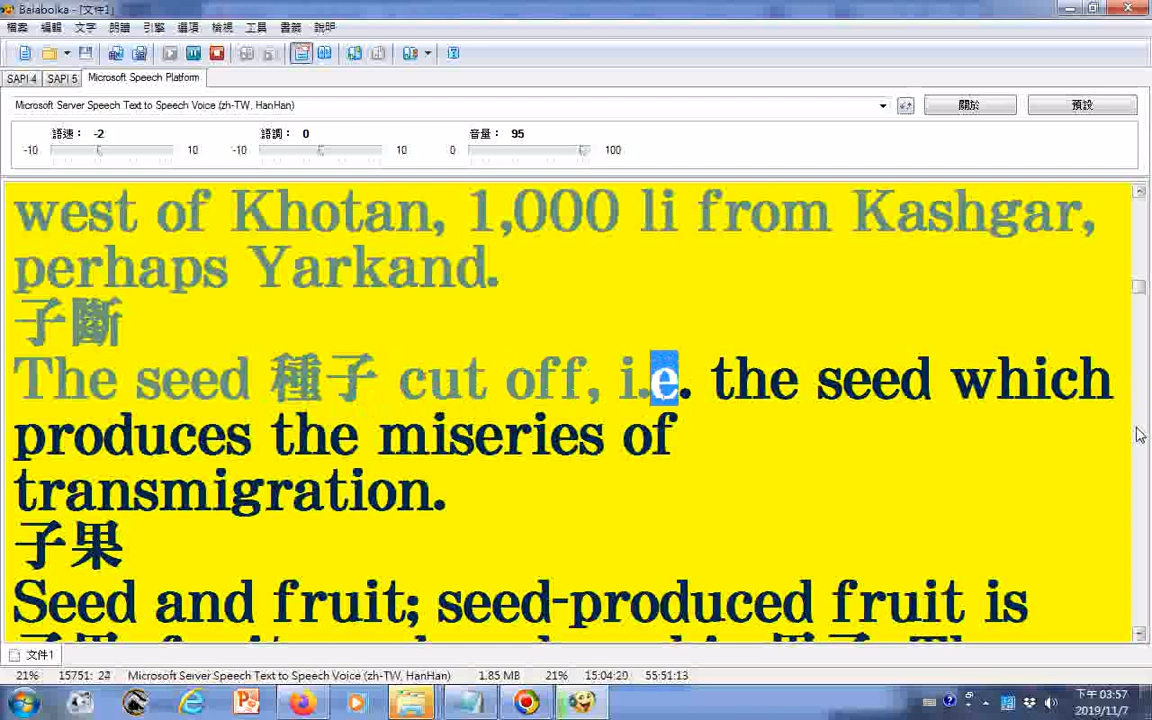 Balabolka - [文件1]
檔案 編輯 文字 朗讀 引擎 選項 檢視 工具 書籤 說明
SAPI 4 SAPI 5 Microsoft Speech Platform
Microsoft Server Speech Text to Speech Voice (zh-TW, HanHan) 關於 預設
語速： -2 語調： 0 音量： 95
-10 10 -10 10 0 100
west of Khotan, 1,000 li from Kashgar,
perhaps Yarkand.
子斷
The seed 種子 cut off, i.e. the seed which
produces the miseries of
transmigration.
子果
Seed and fruit; seed-produced fruit is
文件1
21% 15751: 24 Microsoft Server Speech Text to Speech Voice (zh-TW, HanHan) 1.85 MB 21% 15:04:20 55:51:13
下午 03:57
2019/11/7